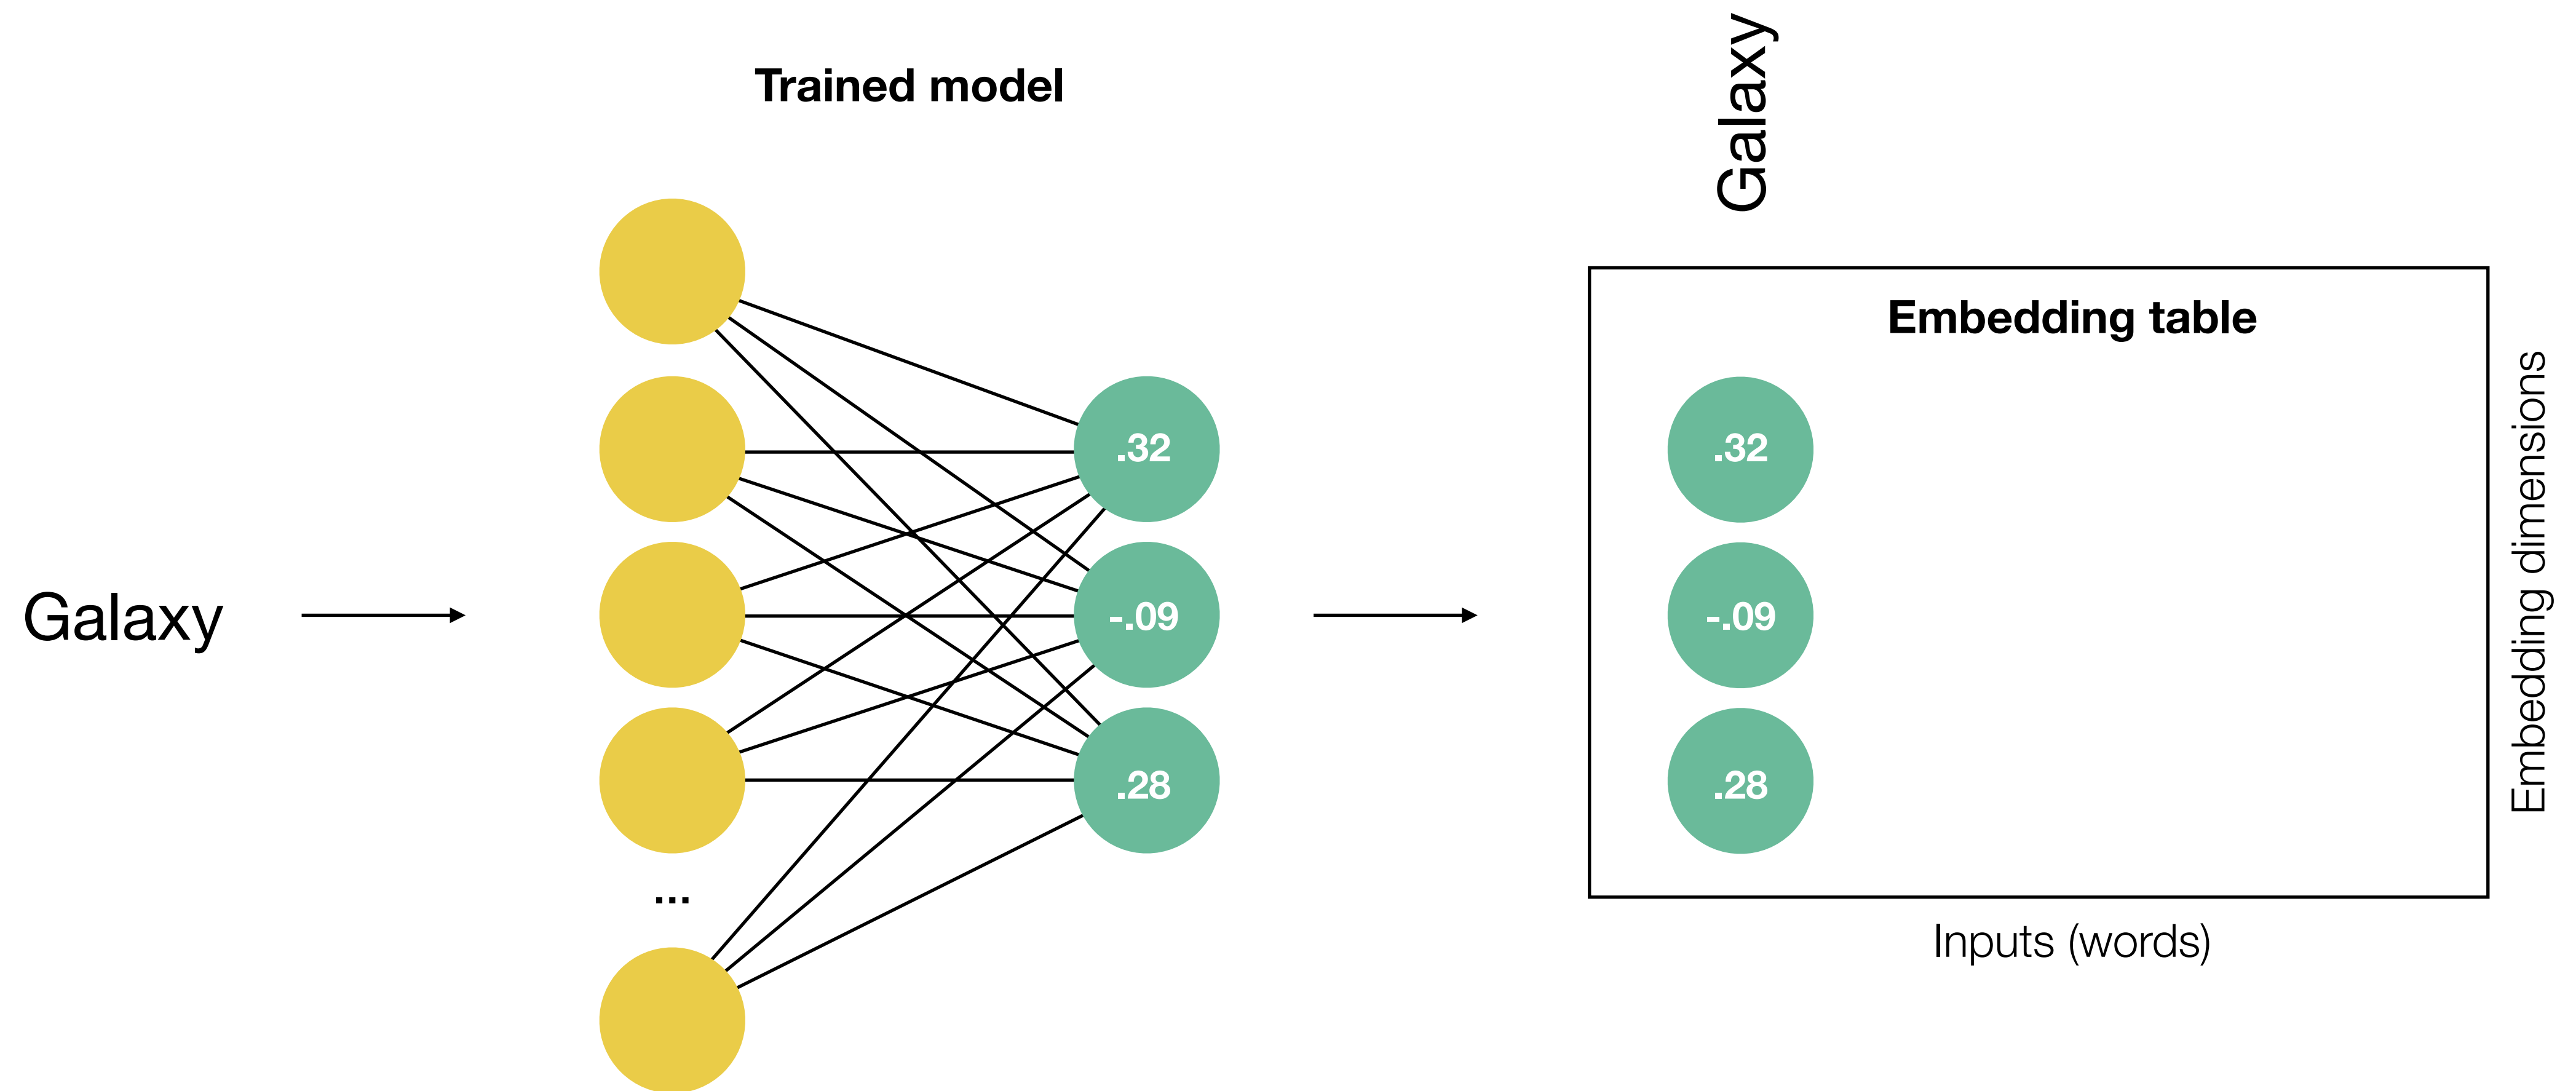 Trained model
Galaxy
Galaxy
.32
-.09
.28
...
Embedding table
.32
-.09
.28
Embedding dimensions
Inputs (words)